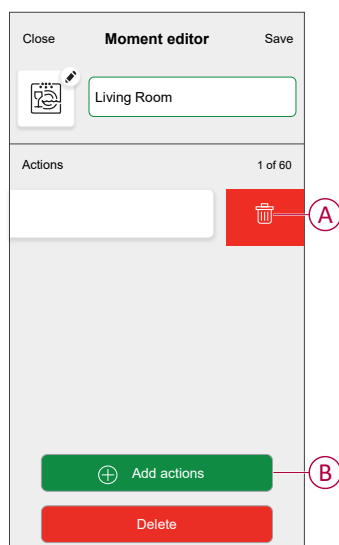 Close Moment editor Save
Living Room
Actions 1 of 60
A
Add actions
B
Delete